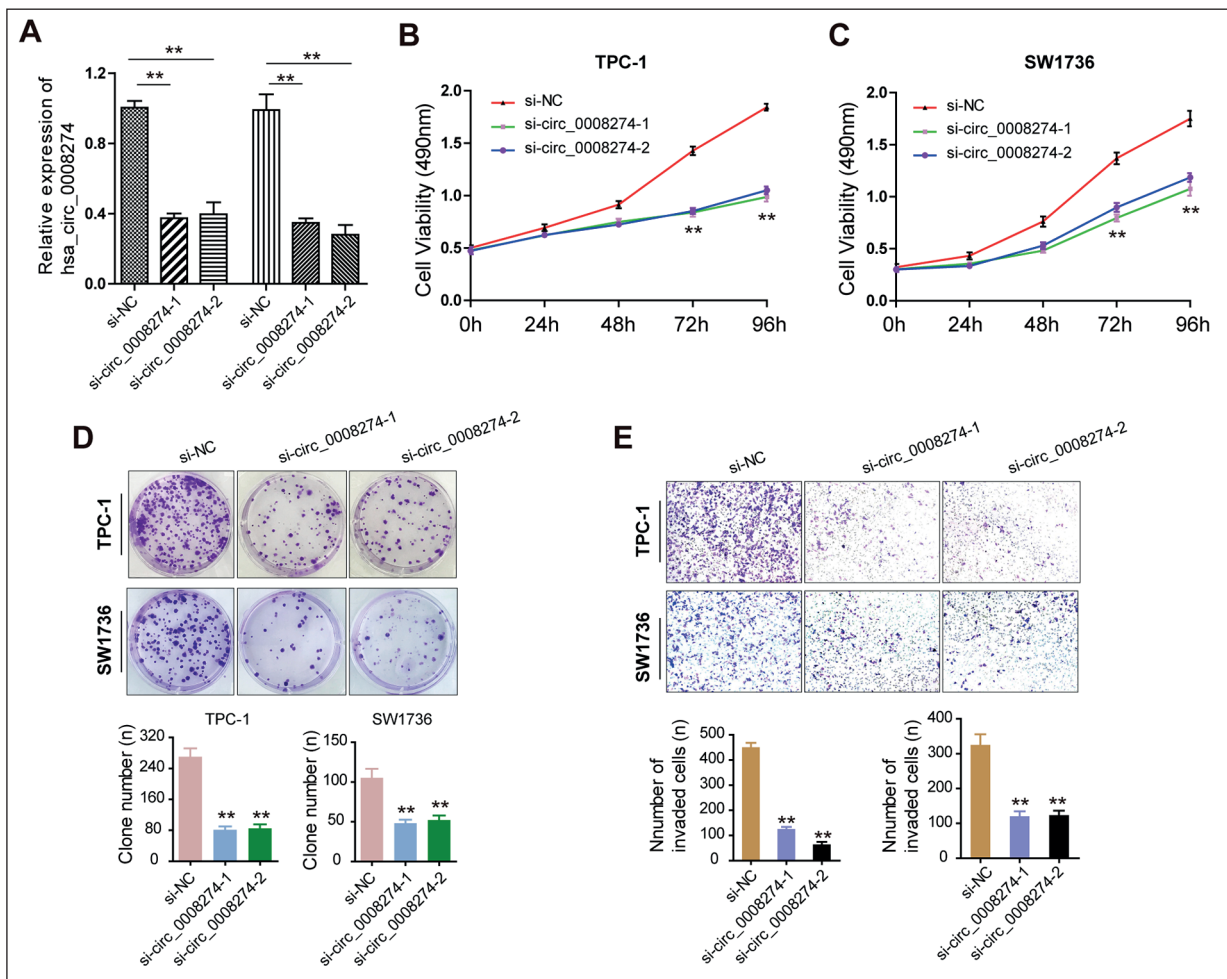 A
Relative expression of
hsa_circ_0008274
**
**
**
**
1.2
0.8
0.4
0.0
si-NC
si-circ_0008274-1
si-circ_0008274-2
si-NC
si-circ_0008274-1
si-circ_0008274-2
B
TPC-1
Cell Viability (490nm)
2.0
1.5
1.0
0.5
0.0
si-NC
si-circ_0008274-1
si-circ_0008274-2
**
**
0h 24h 48h 72h 96h
C
SW1736
Cell Viability (490nm)
2.0
1.5
1.0
0.5
0.0
si-NC
si-circ_0008274-1
si-circ_0008274-2
**
**
0h 24h 48h 72h 96h
D
si-NC
si-circ_0008274-1
si-circ_0008274-2
TPC-1
SW1736
TPC-1
Clone number (n)
320
240
160
80
0
**
**
si-NC
si-circ_0008274-1
si-circ_0008274-2
SW1736
Clone number (n)
150
100
50
0
**
**
si-NC
si-circ_0008274-1
si-circ_0008274-2
E
si-NC
si-circ_0008274-1
si-circ_0008274-2
TPC-1
SW1736
Nnumber of
invaded cells (n)
500
400
300
200
100
0
**
**
si-NC
si-circ_0008274-1
si-circ_0008274-2
Nnumber of
invaded cells (n)
400
300
200
100
0
**
**
si-NC
si-circ_0008274-1
si-circ_0008274-2